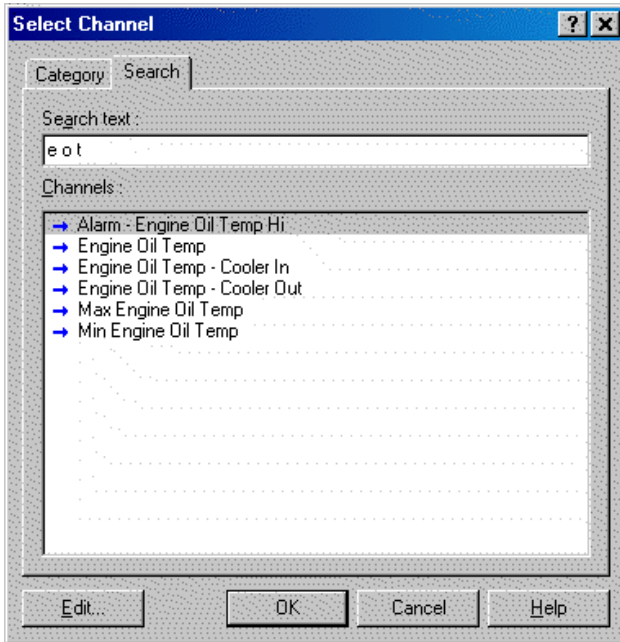 Select Channel
Category Search
Search text :
e o t
Channels :
Alarm - Engine Oil Temp Hi
Engine Oil Temp
Engine Oil Temp - Cooler In
Engine Oil Temp - Cooler Out
Max Engine Oil Temp
Min Engine Oil Temp
Edit... OK Cancel Help